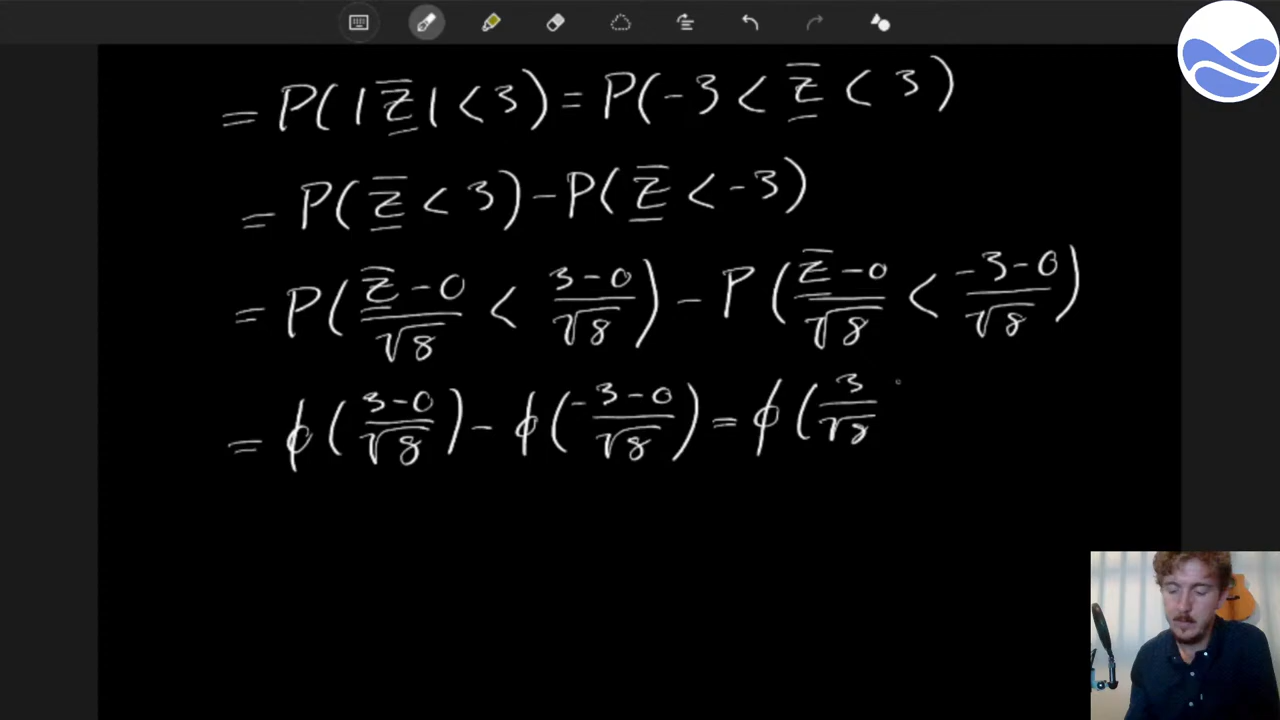 = P(|z̲̅| < 3) = P(-3 < z̲̅ < 3)
= P(z̲̅ < 3) - P(z̲̅ < -3)
= P((z̲̅ - 0)/√8 < (3-0)/√8) - P((z̲̅ - 0)/√8 < (-3-0)/√8)
= ϕ((3-0)/√8) - ϕ((-3-0)/√8) = ϕ(3/√8